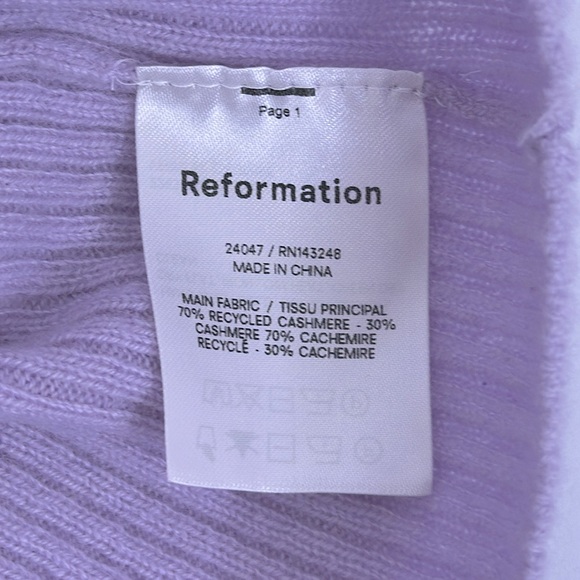 Page 1
Reformation
24047 / RN143248
MADE IN CHINA
MAIN FABRIC / TISSU PRINCIPAL
70% RECYCLED CASHMERE - 30%
CASHMERE 70% CACHEMIRE
RECYCLÉ - 30% CACHEMIRE